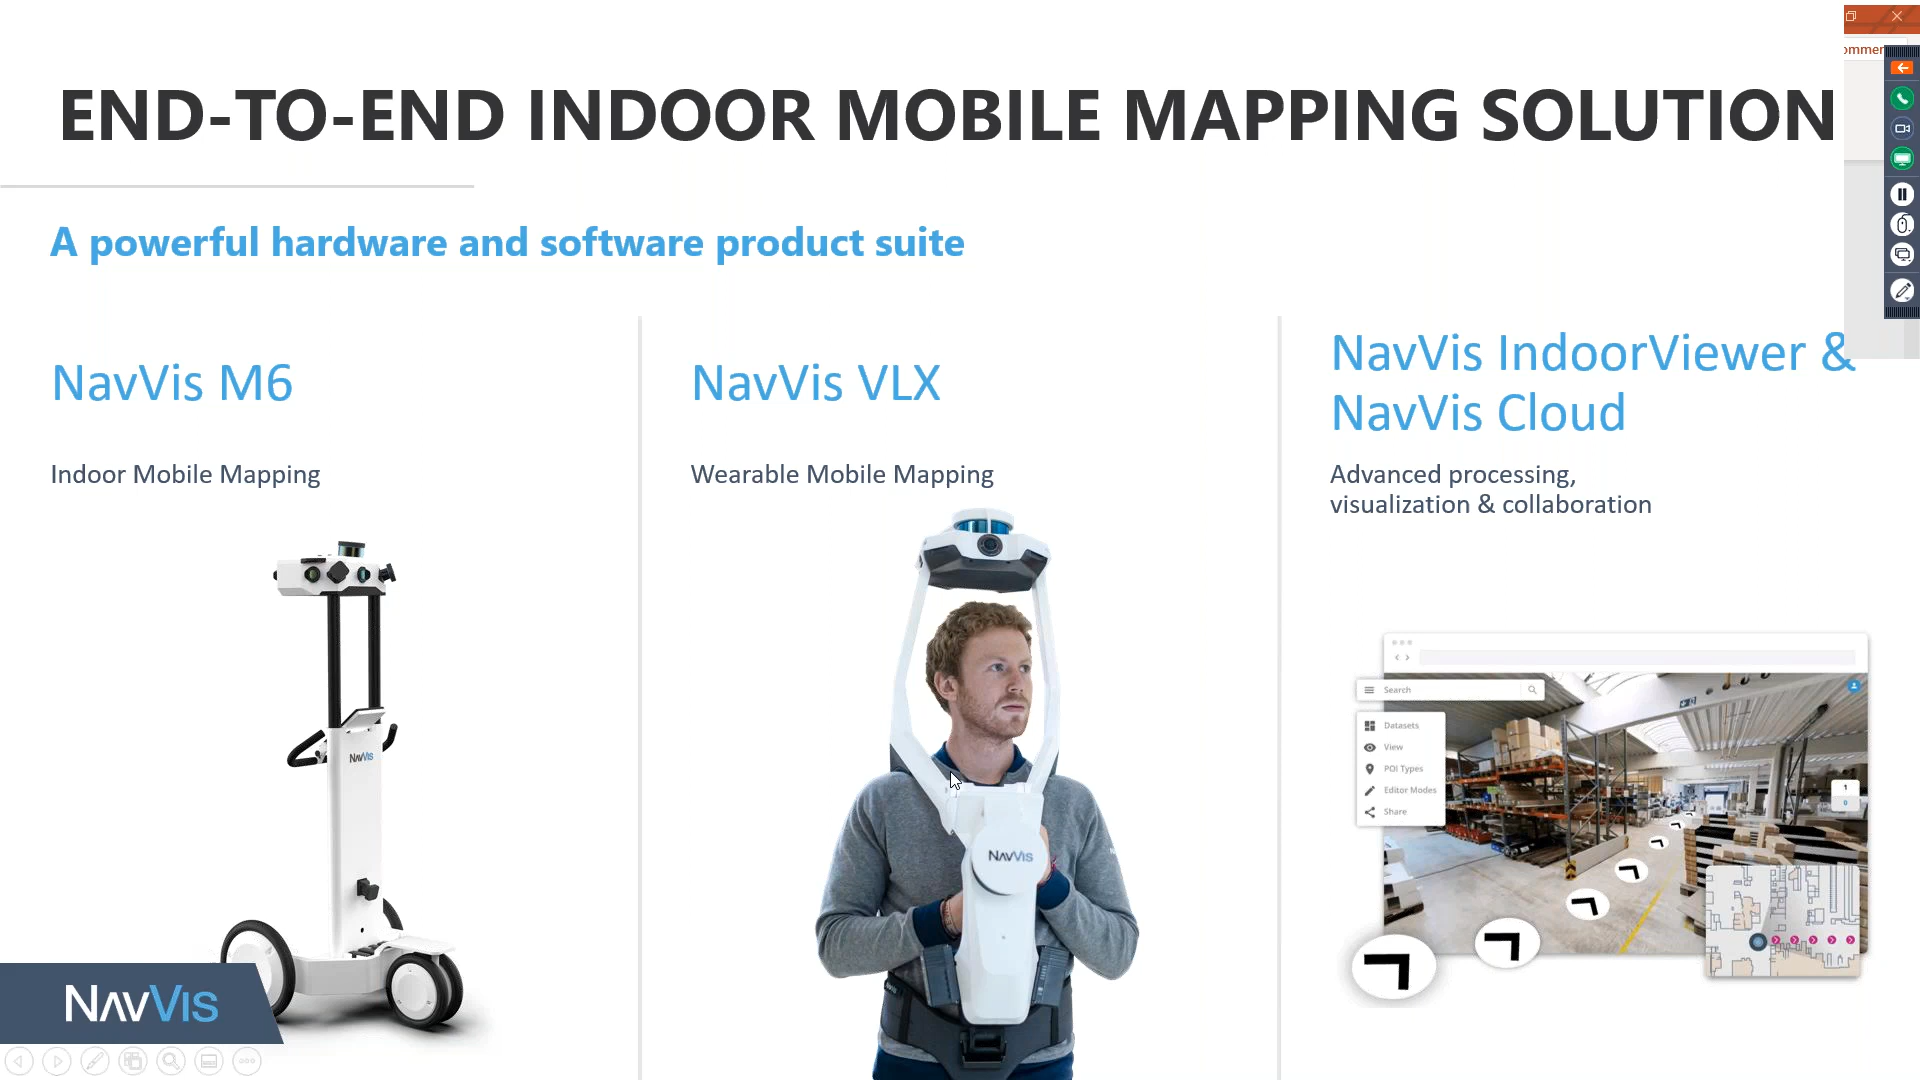 END-TO-END INDOOR MOBILE MAPPING SOLUTION
A powerful hardware and software product suite
NavVis M6
Indoor Mobile Mapping
NavVis
NavVis VLX
Wearable Mobile Mapping
NavVis
NavVis IndoorViewer &
NavVis Cloud
Advanced processing,
visualization & collaboration
Search
Datasets
View
POI Types
Editor Modes
Share
1
0
NavVis